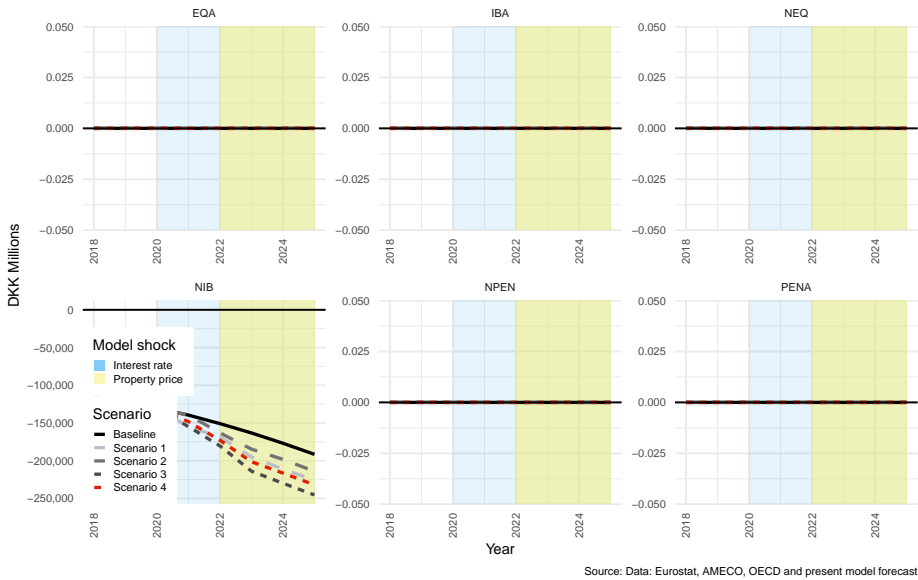 EQA IBA NEQ
0.050 0.050 0.050
0.025 0.025 0.025
0.000 0.000 0.000
−0.025 −0.025 −0.025
−0.050 −0.050 −0.050
2018 2020 2022 2024 2018 2020 2022 2024 2018 2020 2022 2024
DKK Millions
NIB NPEN PENA
0 0.050 0.050
−50,000 0.025 0.025
−100,000 0.000 0.000
−150,000 −0.025 −0.025
−200,000 −0.050 −0.050
−250,000
Model shock
Interest rate
Property price
Scenario
Baseline
Scenario 1
Scenario 2
Scenario 3
Scenario 4
2018 2020 2022 2024 2018 2020 2022 2024 2018 2020 2022 2024
Year
Source: Data: Eurostat, AMECO, OECD and present model forecast